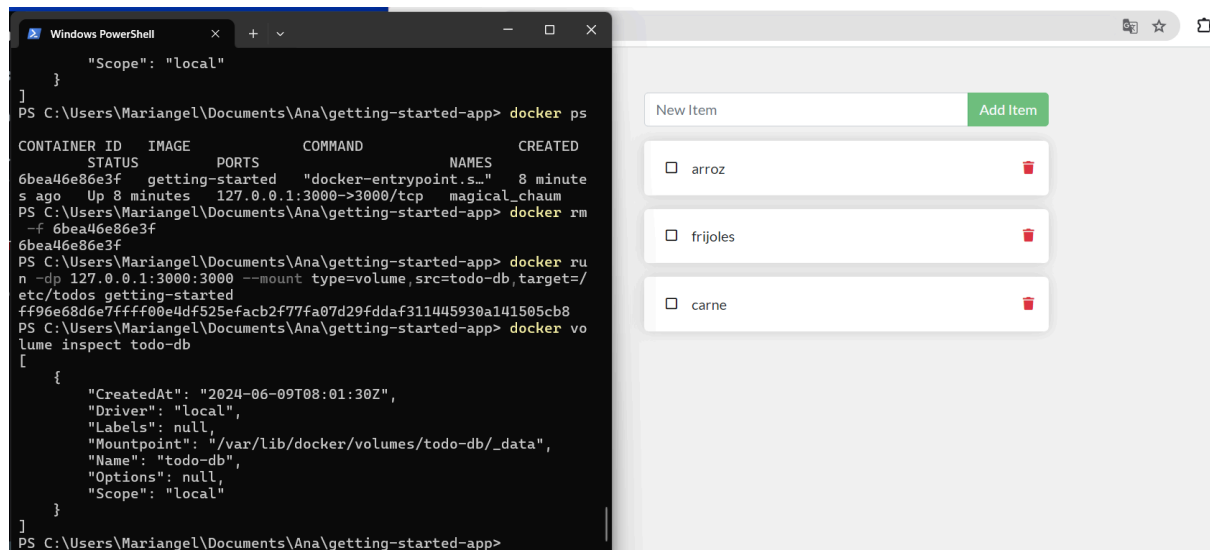 Windows PowerShell
        "Scope": "local"
    }
]
PS C:\Users\Mariangel\Documents\Ana\getting-started-app> docker ps
CONTAINER ID   IMAGE             COMMAND                  CREATED
         STATUS         PORTS                      NAMES
6bea46e86e3f   getting-started   "docker-entrypoint.s…"   8 minute
s ago   Up 8 minutes   127.0.0.1:3000->3000/tcp   magical_chaum
PS C:\Users\Mariangel\Documents\Ana\getting-started-app> docker rm
 -f 6bea46e86e3f
6bea46e86e3f
PS C:\Users\Mariangel\Documents\Ana\getting-started-app> docker ru
n -dp 127.0.0.1:3000:3000 --mount type=volume,src=todo-db,target=/
etc/todos getting-started
ff96e68d6e7ffff00e4df525efacb2f77fa07d29fddaf311445930a141505cb8
PS C:\Users\Mariangel\Documents\Ana\getting-started-app> docker vo
lume inspect todo-db
[
    {
        "CreatedAt": "2024-06-09T08:01:30Z",
        "Driver": "local",
        "Labels": null,
        "Mountpoint": "/var/lib/docker/volumes/todo-db/_data",
        "Name": "todo-db",
        "Options": null,
        "Scope": "local"
    }
]
PS C:\Users\Mariangel\Documents\Ana\getting-started-app>
New Item
Add Item
arroz
frijoles
carne